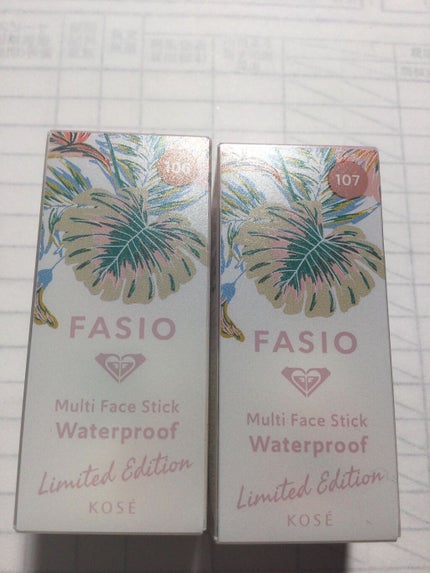 106
FASIO
Multi Face Stick
Waterproof
Limited Edition
KOSÉ
107
FASIO
Multi Face Stick
Waterproof
Limited Edition
KOSÉ